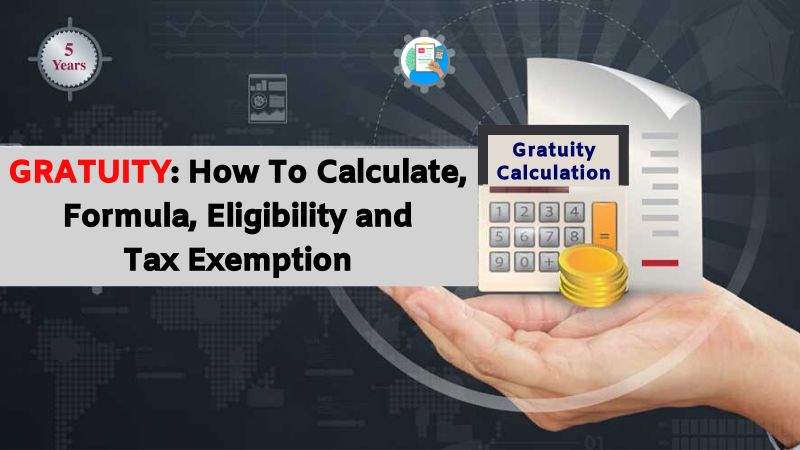 5
Years
GRATUITY: How To Calculate,
Formula, Eligibility and
Tax Exemption
Gratuity
Calculation
1 2 3 4
5 6 7 8 =
9 0 +
01